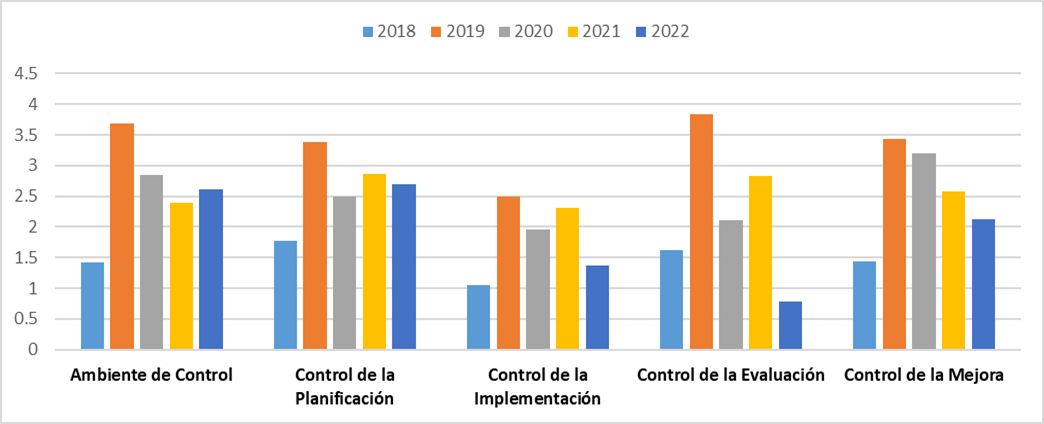 2018 2019 2020 2021 2022
4.5
4
3.5
3
2.5
2
1.5
1
0.5
0
Ambiente de Control
Control de la
Planificación
Control de la
Implementación
Control de la Evaluación
Control de la Mejora